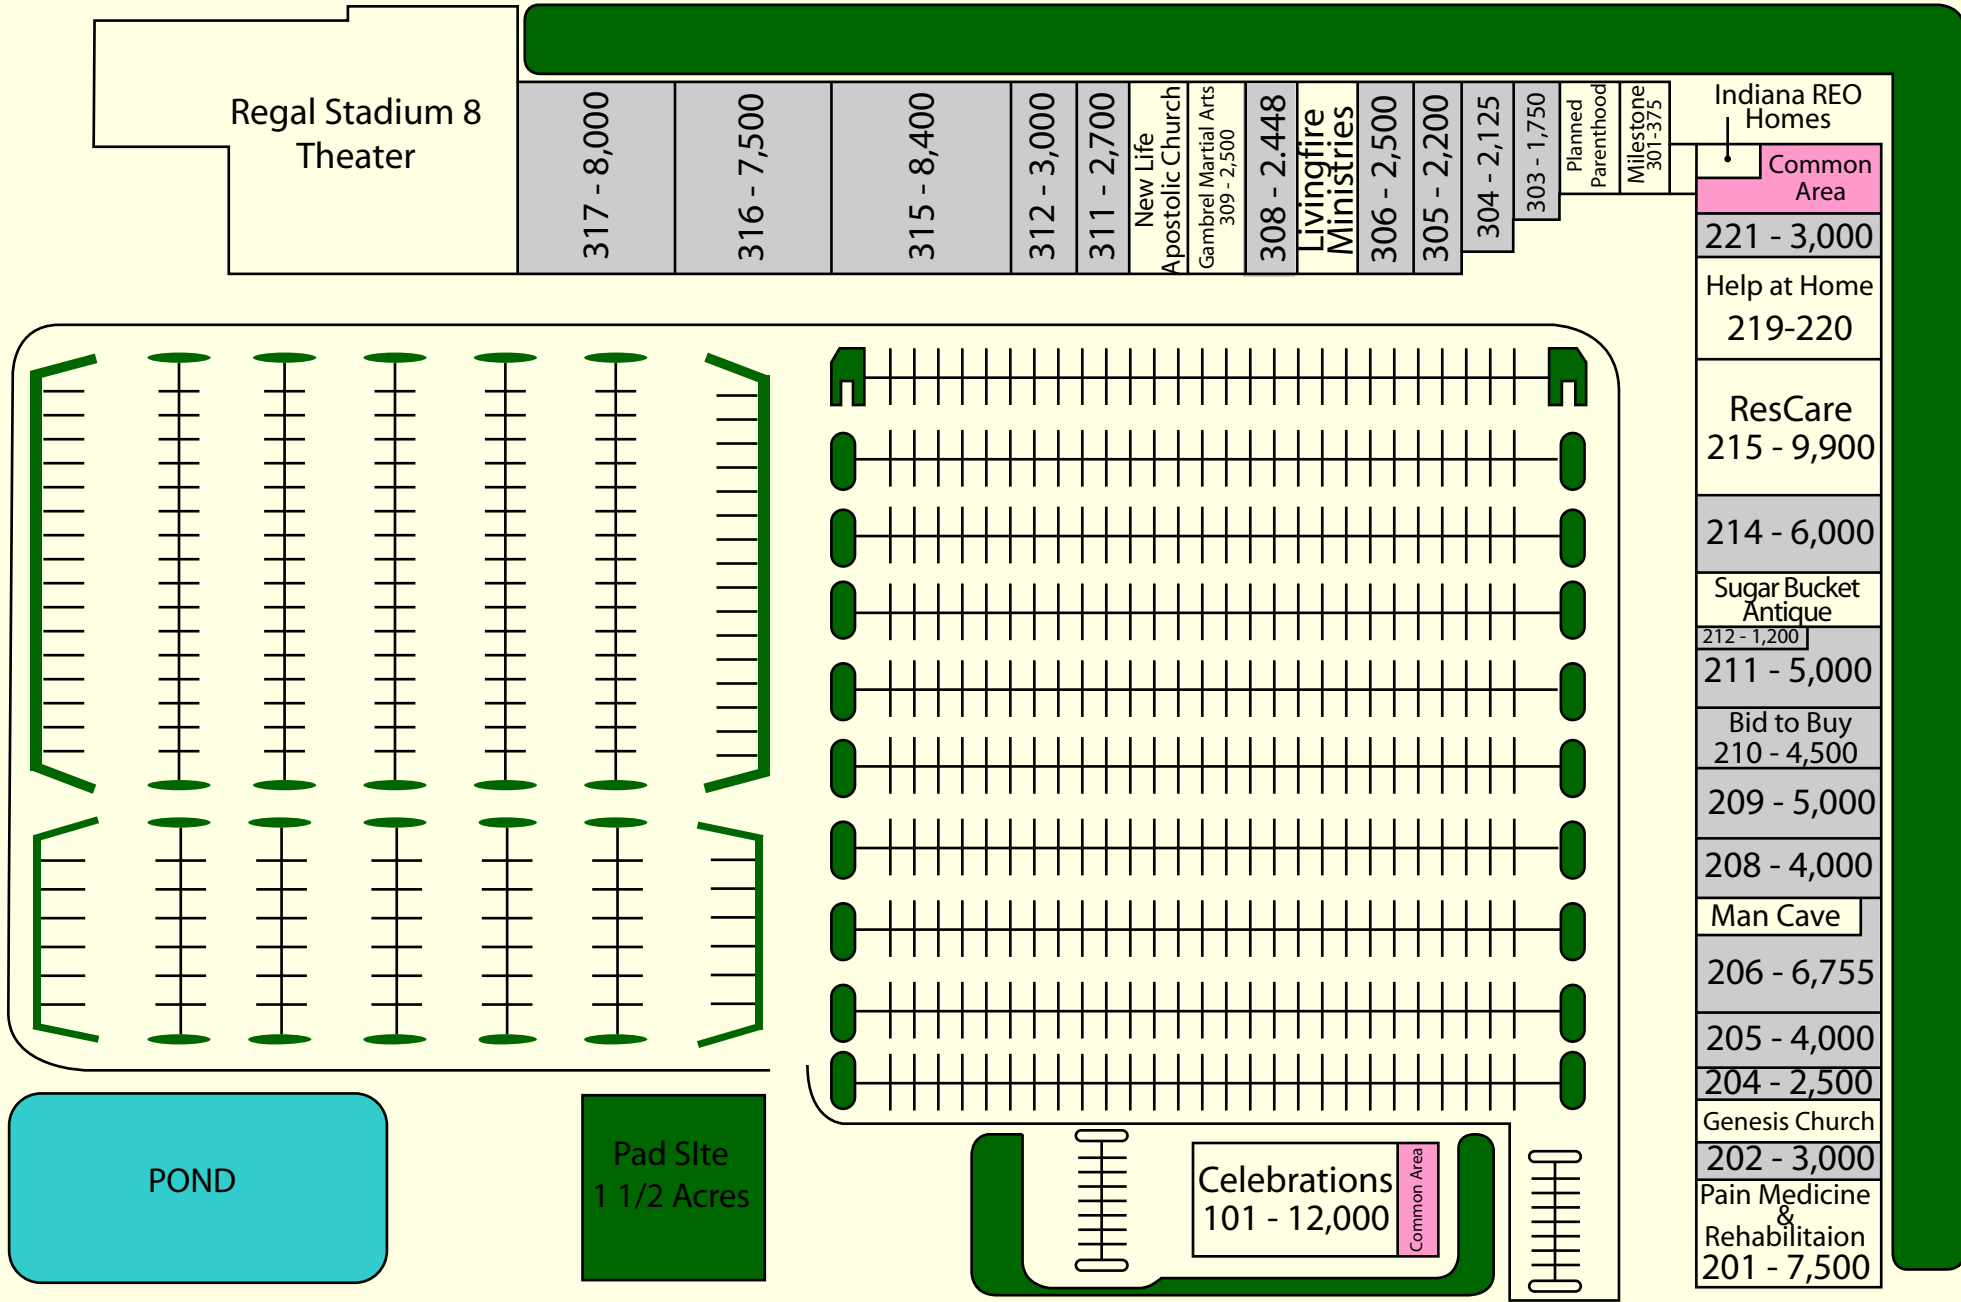 Regal Stadium 8
Theater
317 - 8,000
316 - 7,500
315 - 8,400
312 - 3,000
311 - 2,700
New Life
Apostolic Church
Gambrel Martial Arts
309 - 2,500
308 - 2.448
Livingfire
Ministries
306 - 2,500
305 - 2,200
304 - 2,125
303 - 1,750
Planned
Parenthood
Milestone
301-375
Indiana REO
Homes
Common
Area
221 - 3,000
Help at Home
219-220
ResCare
215 - 9,900
214 - 6,000
Sugar Bucket
Antique
212 - 1,200
211 - 5,000
Bid to Buy
210 - 4,500
209 - 5,000
208 - 4,000
Man Cave
206 - 6,755
205 - 4,000
204 - 2,500
Genesis Church
202 - 3,000
Pain Medicine
&
Rehabilitaion
201 - 7,500
POND
Pad SIte
1 1/2 Acres
Celebrations
101 - 12,000
Common Area